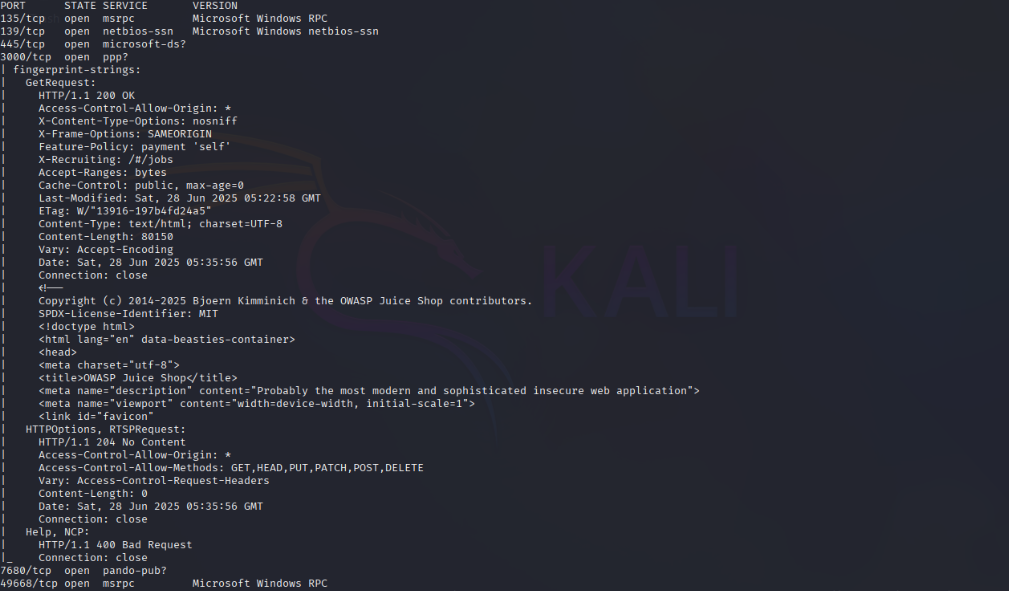 PORT      STATE SERVICE       VERSION
135/tcp   open  msrpc         Microsoft Windows RPC
139/tcp   open  netbios-ssn   Microsoft Windows netbios-ssn
445/tcp   open  microsoft-ds?
3000/tcp  open  ppp?
| fingerprint-strings:
|   GetRequest:
|     HTTP/1.1 200 OK
|     Access-Control-Allow-Origin: *
|     X-Content-Type-Options: nosniff
|     X-Frame-Options: SAMEORIGIN
|     Feature-Policy: payment 'self'
|     X-Recruiting: /#/jobs
|     Accept-Ranges: bytes
|     Cache-Control: public, max-age=0
|     Last-Modified: Sat, 28 Jun 2025 05:22:58 GMT
|     ETag: W/"13916-197b4fd24a5"
|     Content-Type: text/html; charset=UTF-8
|     Content-Length: 80150
|     Vary: Accept-Encoding
|     Date: Sat, 28 Jun 2025 05:35:56 GMT
|     Connection: close
|     <!--
|     Copyright (c) 2014-2025 Bjoern Kimminich & the OWASP Juice Shop contributors.
|     SPDX-License-Identifier: MIT
|     <!doctype html>
|     <html lang="en" data-beasties-container>
|     <head>
|     <meta charset="utf-8">
|     <title>OWASP Juice Shop</title>
|     <meta name="description" content="Probably the most modern and sophisticated insecure web application">
|     <meta name="viewport" content="width=device-width, initial-scale=1">
|     <link id="favicon"
|   HTTPOptions, RTSPRequest:
|     HTTP/1.1 204 No Content
|     Access-Control-Allow-Origin: *
|     Access-Control-Allow-Methods: GET,HEAD,PUT,PATCH,POST,DELETE
|     Vary: Access-Control-Request-Headers
|     Content-Length: 0
|     Date: Sat, 28 Jun 2025 05:35:56 GMT
|     Connection: close
|   Help, NCP:
|     HTTP/1.1 400 Bad Request
|_    Connection: close
7680/tcp  open  pando-pub?
49668/tcp open  msrpc         Microsoft Windows RPC
KALI